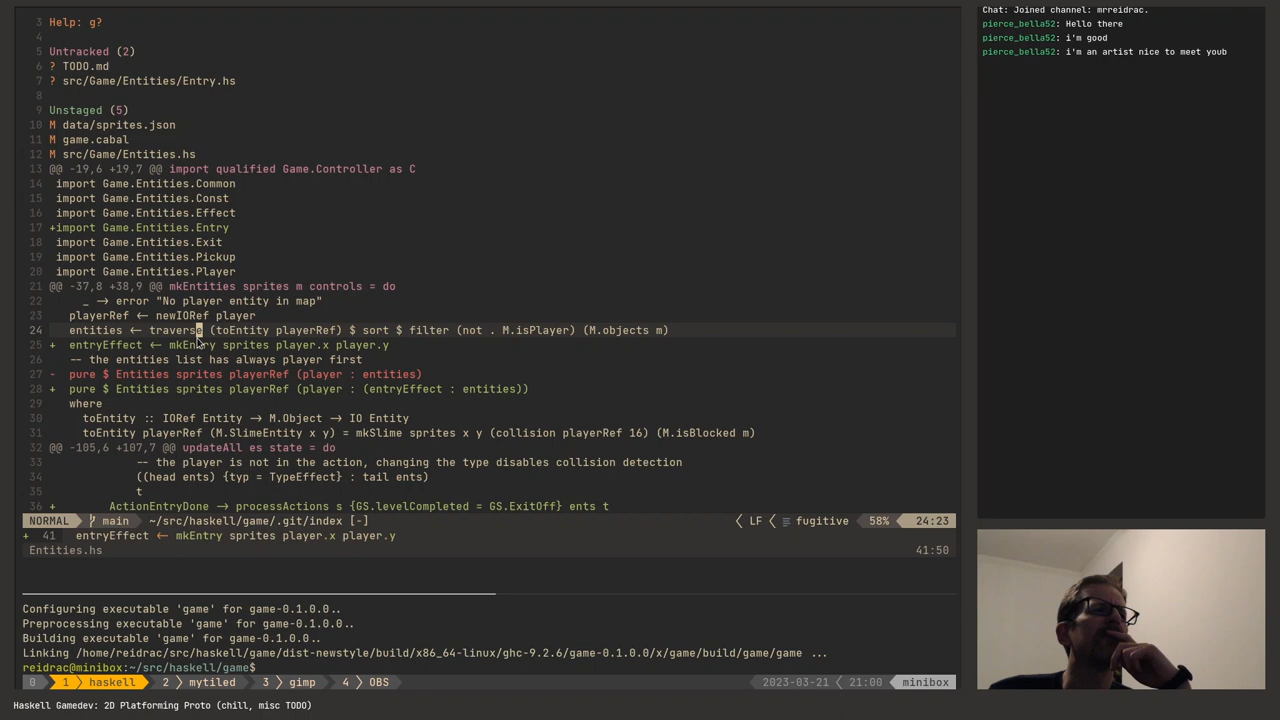 3 Help: g?
4
5 Untracked (2)
6 ? TODO.md
7 ? src/Game/Entities/Entry.hs
8
9 Unstaged (5)
10 M data/sprites.json
11 M game.cabal
12 M src/Game/Entities.hs
13 @@ -19,6 +19,7 @@ import qualified Game.Controller as C
14 import Game.Entities.Common
15 import Game.Entities.Const
16 import Game.Entities.Effect
17 +import Game.Entities.Entry
18 import Game.Entities.Exit
19 import Game.Entities.Pickup
20 import Game.Entities.Player
21 @@ -37,8 +38,9 @@ mkEntities sprites m controls = do
22 _ → error "No player entity in map"
23 playerRef ← newIORef player
24 entities ← traverse (toEntity playerRef) $ sort $ filter (not . M.isPlayer) (M.objects m)
25 + entryEffect ← mkEntry sprites player.x player.y
26 -- the entities list has always player first
27 - pure $ Entities sprites playerRef (player : entities)
28 + pure $ Entities sprites playerRef (player : (entryEffect : entities))
29 where
30 toEntity :: IORef Entity → M.Object → IO Entity
31 toEntity playerRef (M.SlimeEntity x y) = mkSlime sprites x y (collision playerRef 16) (M.isBlocked m)
32 @@ -105,6 +107,7 @@ updateAll es state = do
33 -- the player is not in the action, changing the type disables collision detection
34 ((head ents) {typ = TypeEffect} : tail ents)
35 t
36 + ActionEntryDone → processActions s {GS.levelCompleted = GS.ExitOff} ents t
NORMAL main ~/src/haskell/game/.git/index [-] LF fugitive 58% 24:23
+ 41 entryEffect ← mkEntry sprites player.x player.y
Entities.hs 41:50
Configuring executable 'game' for game-0.1.0.0..
Preprocessing executable 'game' for game-0.1.0.0..
Building executable 'game' for game-0.1.0.0..
Linking /home/reidrac/src/haskell/game/dist-newstyle/build/x86_64-linux/ghc-9.2.6/game-0.1.0.0/x/game/build/game/game ...
reidrac@minibox:~/src/haskell/game$
0 1 haskell 2 mytiled 3 gimp 4 OBS 2023-03-21 21:00 minibox
Haskell Gamedev: 2D Platforming Proto (chill, misc TODO)
Chat: Joined channel: mrreidrac.
pierce_bella52: Hello there
pierce_bella52: i'm good
pierce_bella52: i'm an artist nice to meet youb